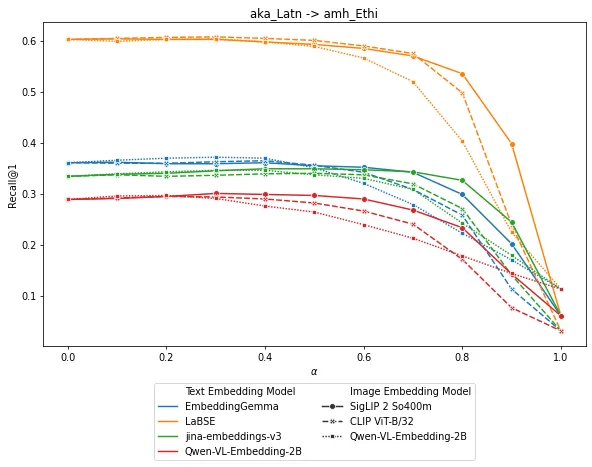 aka_Latn -> amh_Ethi
Recall@1
0.6
0.5
0.4
0.3
0.2
0.1
0.0 0.2 0.4 0.6 0.8 1.0
α
Text Embedding Model
EmbeddingGemma
LaBSE
jina-embeddings-v3
Qwen-VL-Embedding-2B
Image Embedding Model
SigLIP 2 So400m
CLIP ViT-B/32
Qwen-VL-Embedding-2B